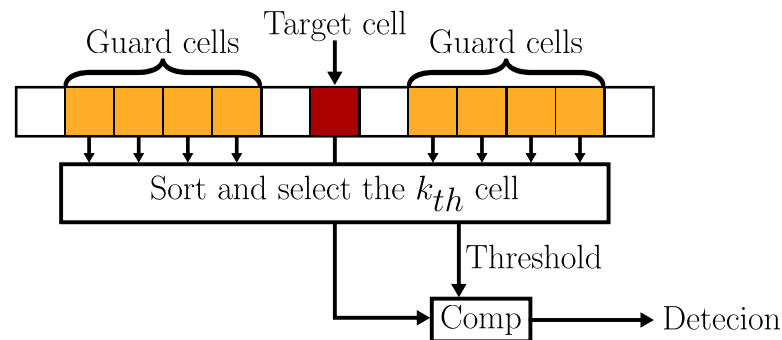 Target cell
Guard cells
Guard cells
Sort and select the k_th cell
Threshold
Comp
Detecion